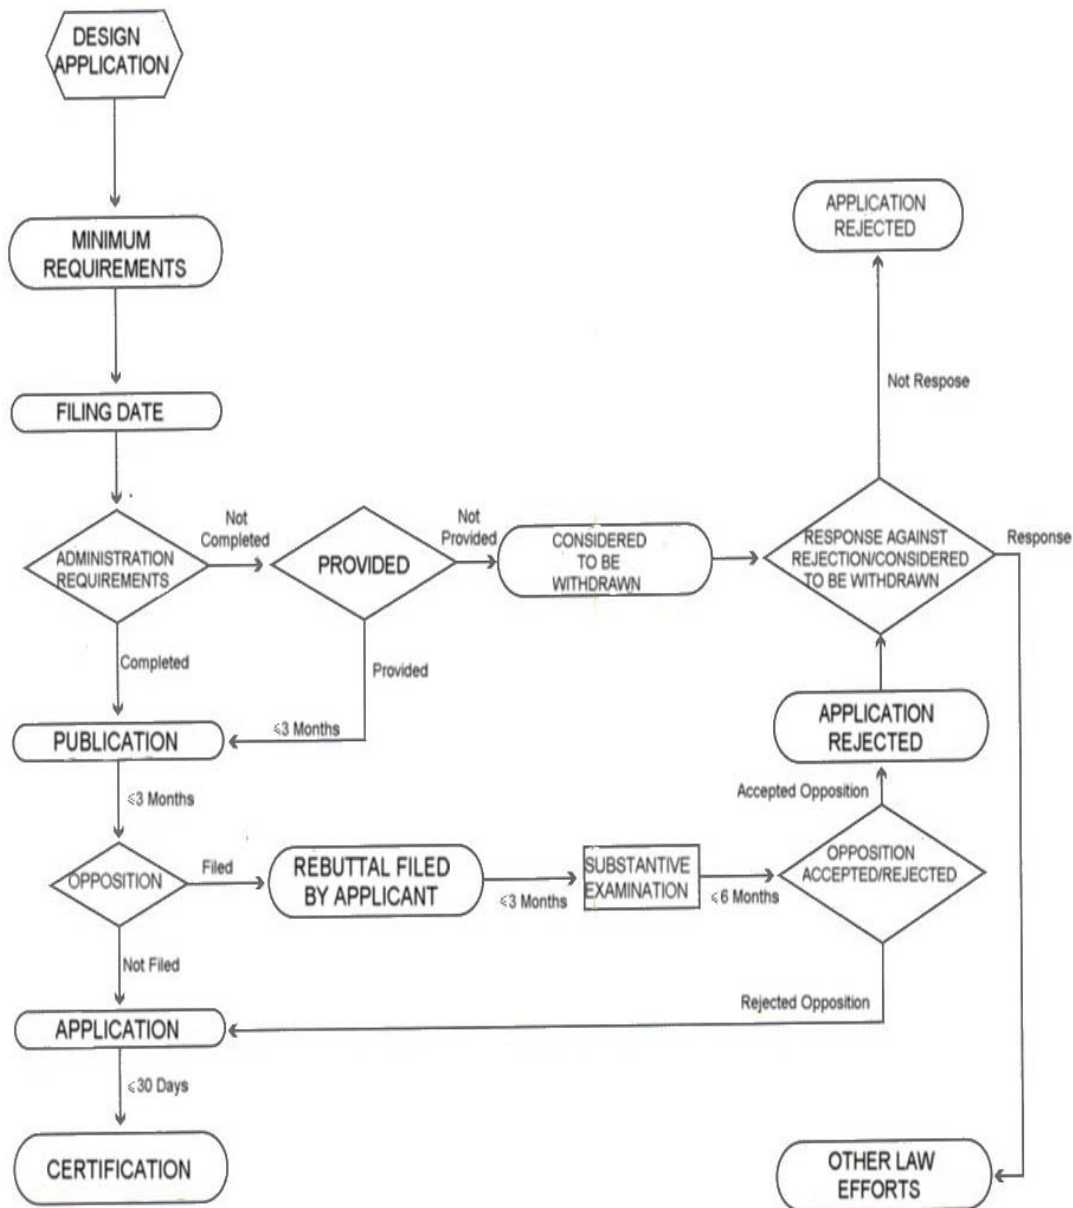 DESIGN
APPLICATION
MINIMUM
REQUIREMENTS
APPLICATION
REJECTED
Not Respose
FILING DATE
Not
Completed
Not
Provided
ADMINISTRATION
REQUIREMENTS
PROVIDED
CONSIDERED
TO BE
WITHDRAWN
RESPONSE AGAINST
REJECTION/CONSIDERED
TO BE WITHDRAWN
Response
Completed
Provided
PUBLICATION
⩽3 Months
APPLICATION
REJECTED
⩽3 Months
Accepted Opposition
OPPOSITION
Filed
REBUTTAL FILED
BY APPLICANT
⩽3 Months
SUBSTANTIVE
EXAMINATION
⩽6 Months
OPPOSITION
ACCEPTED/REJECTED
Not Filed
Rejected Opposition
APPLICATION
⩽30 Days
CERTIFICATION
OTHER LAW
EFFORTS